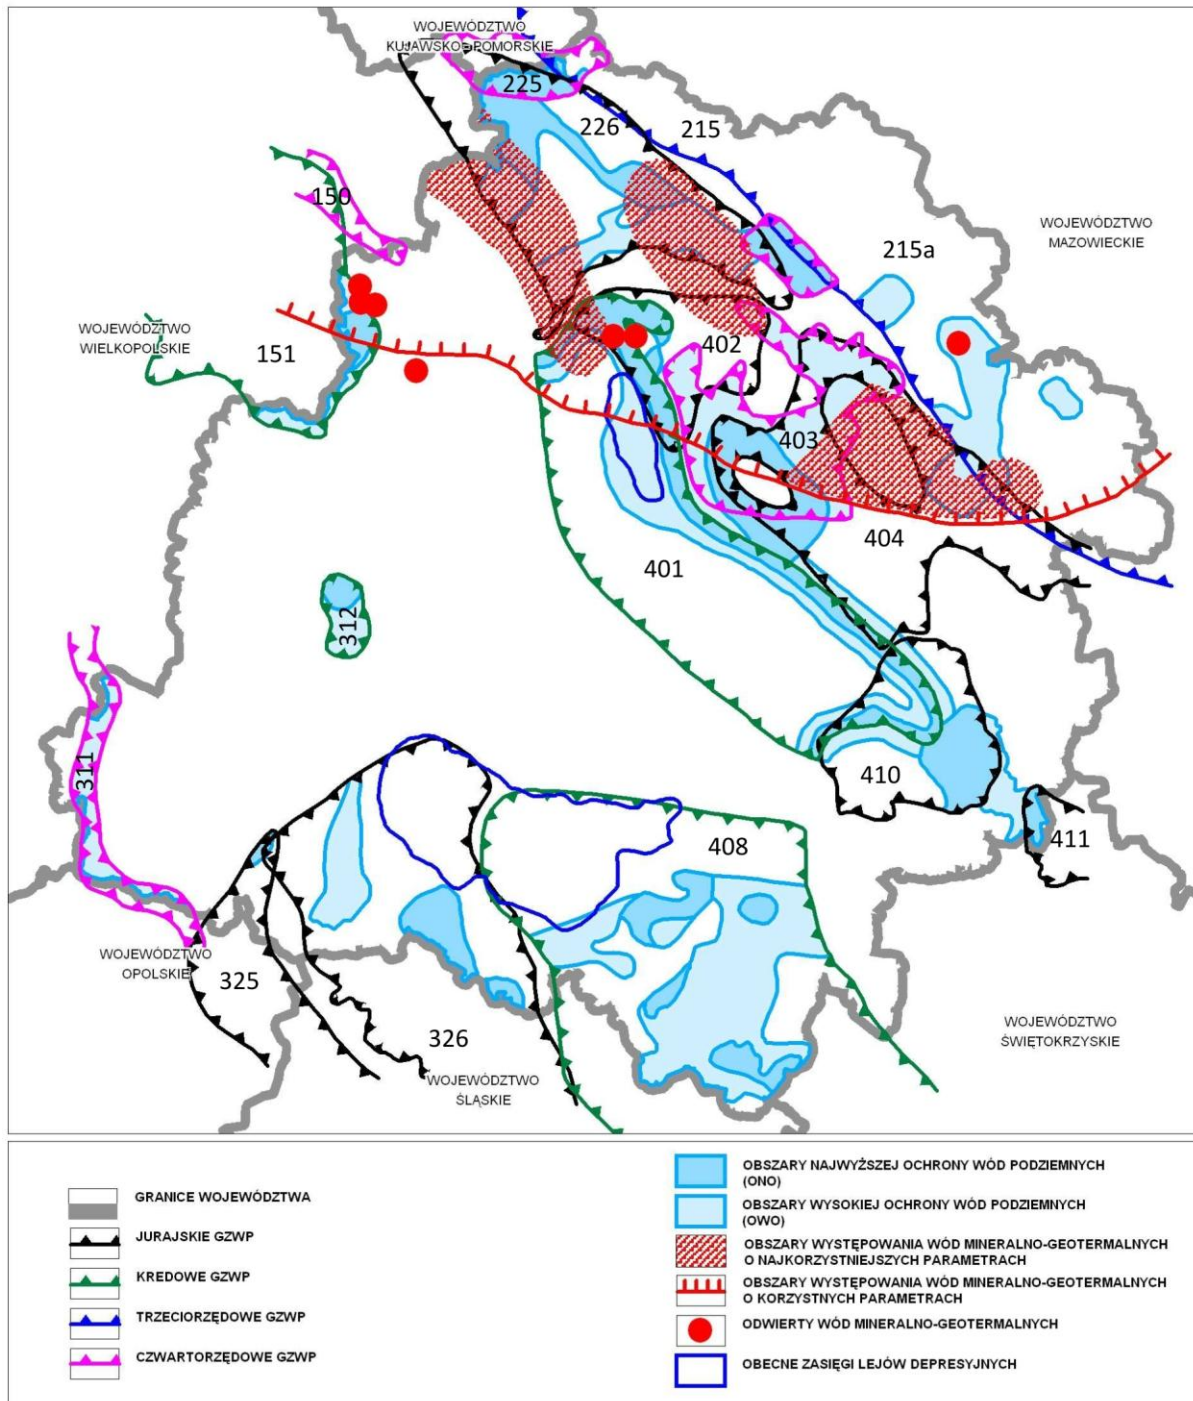 WOJEWÓDZTWO
KUJAWSKO - POMORSKIE
225
226
215
150
WOJEWÓDZTWO
MAZOWIECKIE
215a
WOJEWÓDZTWO
WIELKOPOLSKIE
151
402
403
404
401
312
311
410
411
408
WOJEWÓDZTWO
OPOLSKIE
325
326
WOJEWÓDZTWO
ŚLĄSKIE
WOJEWÓDZTWO
ŚWIĘTOKRZYSKIE
GRANICE WOJEWÓDZTWA
JURAJSKIE GZWP
KREDOWE GZWP
TRZECIORZĘDOWE GZWP
CZWARTORZĘDOWE GZWP
OBSZARY NAJWYŻSZEJ OCHRONY WÓD PODZIEMNYCH
(ONO)
OBSZARY WYSOKIEJ OCHRONY WÓD PODZIEMNYCH
(OWO)
OBSZARY WYSTĘPOWANIA WÓD MINERALNO-GEOTERMALNYCH
O NAJKORZYSTNIEJSZYCH PARAMETRACH
OBSZARY WYSTĘPOWANIA WÓD MINERALNO-GEOTERMALNYCH
O KORZYSTNYCH PARAMETRACH
ODWIERTY WÓD MINERALNO-GEOTERMALNYCH
OBECNE ZASIĘGI LEJÓW DEPRESYJNYCH